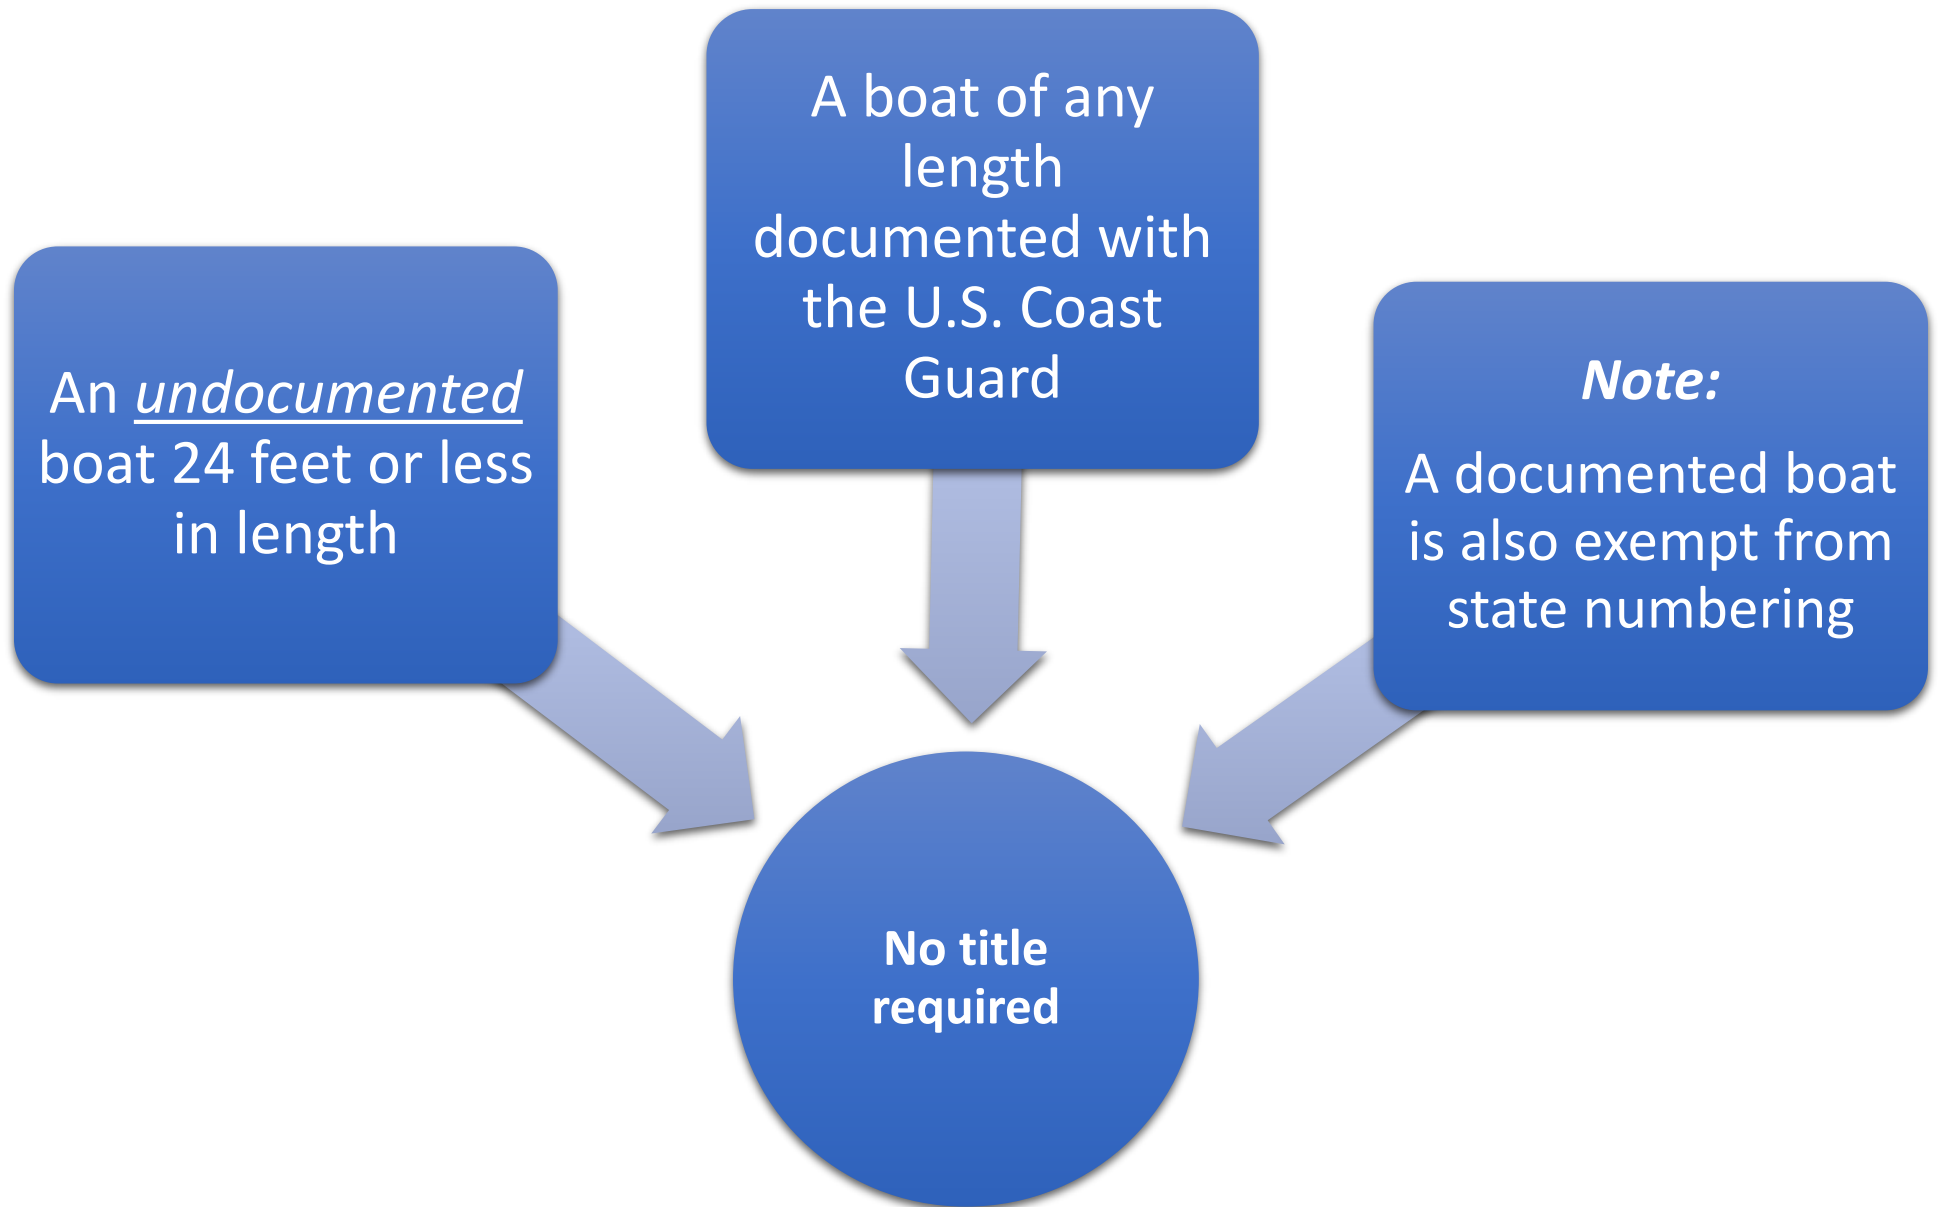 An undocumented
boat 24 feet or less
in length
A boat of any
length
documented with
the U.S. Coast
Guard
Note:
A documented boat
is also exempt from
state numbering
No title
required